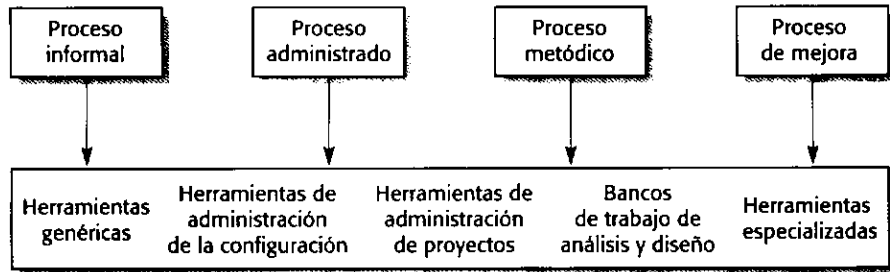 Proceso
informal
Proceso
administrado
Proceso
metódico
Proceso
de mejora
Herramientas
genéricas
Herramientas de
administración
de la configuración
Herramientas de
administración
de proyectos
Bancos
de trabajo de
análisis y diseño
Herramientas
especializadas